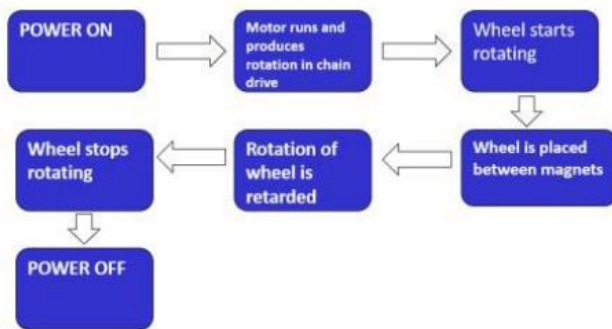 POWER ON
Motor runs and
produces
rotation in chain
drive
Wheel starts
rotating
Wheel is placed
between magnets
Rotation of
wheel is
retarded
Wheel stops
rotating
POWER OFF